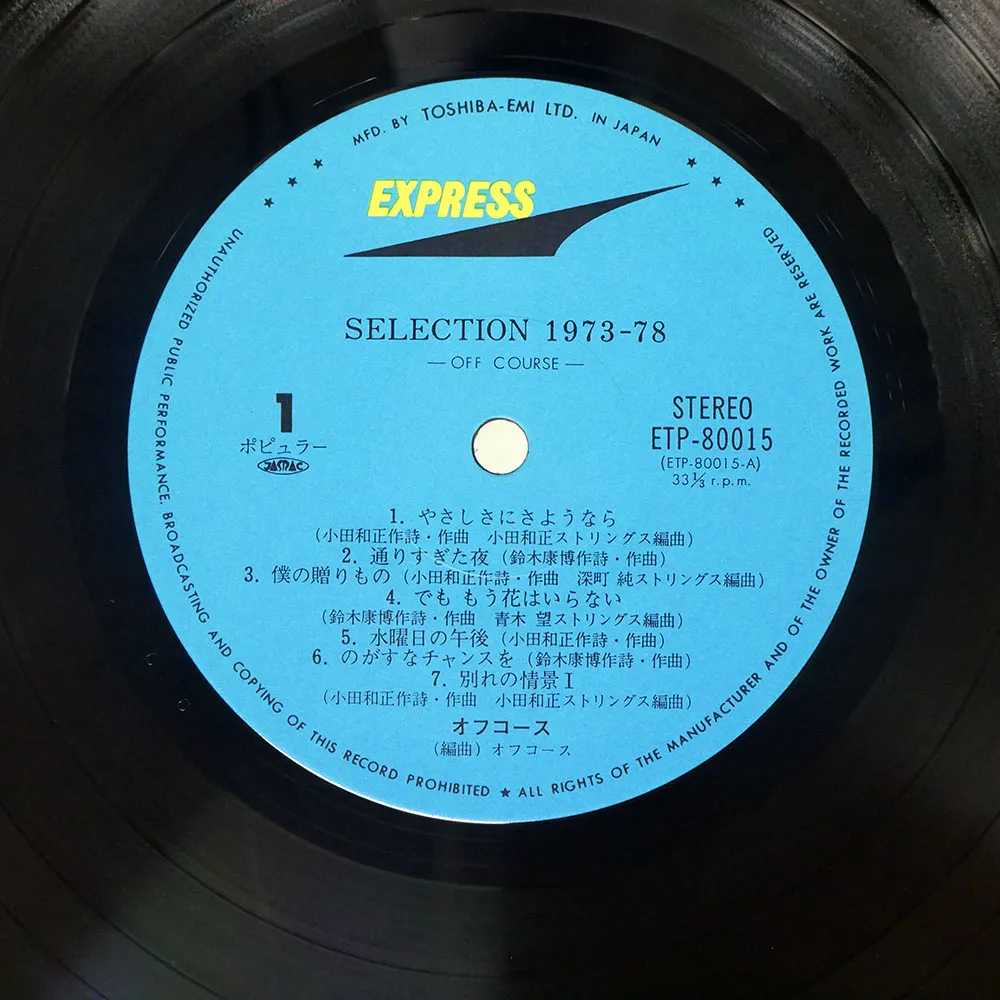 MFD. BY TOSHIBA-EMI LTD. IN JAPAN
EXPRESS
SELECTION 1973-78
—OFF COURSE—
1
ポピュラー
JASRAC
STEREO
ETP-80015
(ETP-80015-A)
33⅓ r.p.m.
1. やさしさにさようなら
(小田和正作詩・作曲 小田和正ストリングス編曲)
2. 通りすぎた夜 (鈴木康博作詩・作曲)
3. 僕の贈りもの (小田和正作詩・作曲 深町 純ストリングス編曲)
4. でも もう花はいらない
(鈴木康博作詩・作曲 青木 望ストリングス編曲)
5. 水曜日の午後 (小田和正作詩・作曲)
6. のがすなチャンスを (鈴木康博作詩・作曲)
7. 別れの情景 I
(小田和正作詩・作曲 小田和正ストリングス編曲)
オフコース
(編曲) オフコース
UNAUTHORIZED PUBLIC PERFORMANCE, BROADCASTING AND COPYING OF THIS RECORD PROHIBITED ★ ALL RIGHTS OF THE MANUFACTURER AND OF THE OWNER OF THE RECORDED WORK ARE RESERVED